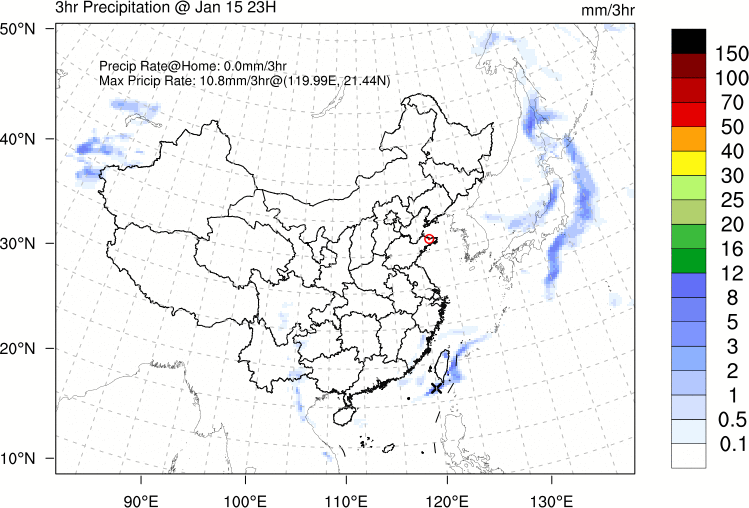 3hr Precipitation @ Jan 15 23H
mm/3hr
50°N
Precip Rate@Home: 0.0mm/3hr
Max Pricip Rate: 10.8mm/3hr@(119.99E, 21.44N)
40°N
30°N
20°N
10°N
90°E 100°E 110°E 120°E 130°E
150
100
70
50
40
30
25
20
16
12
8
5
3
2
1
0.5
0.1